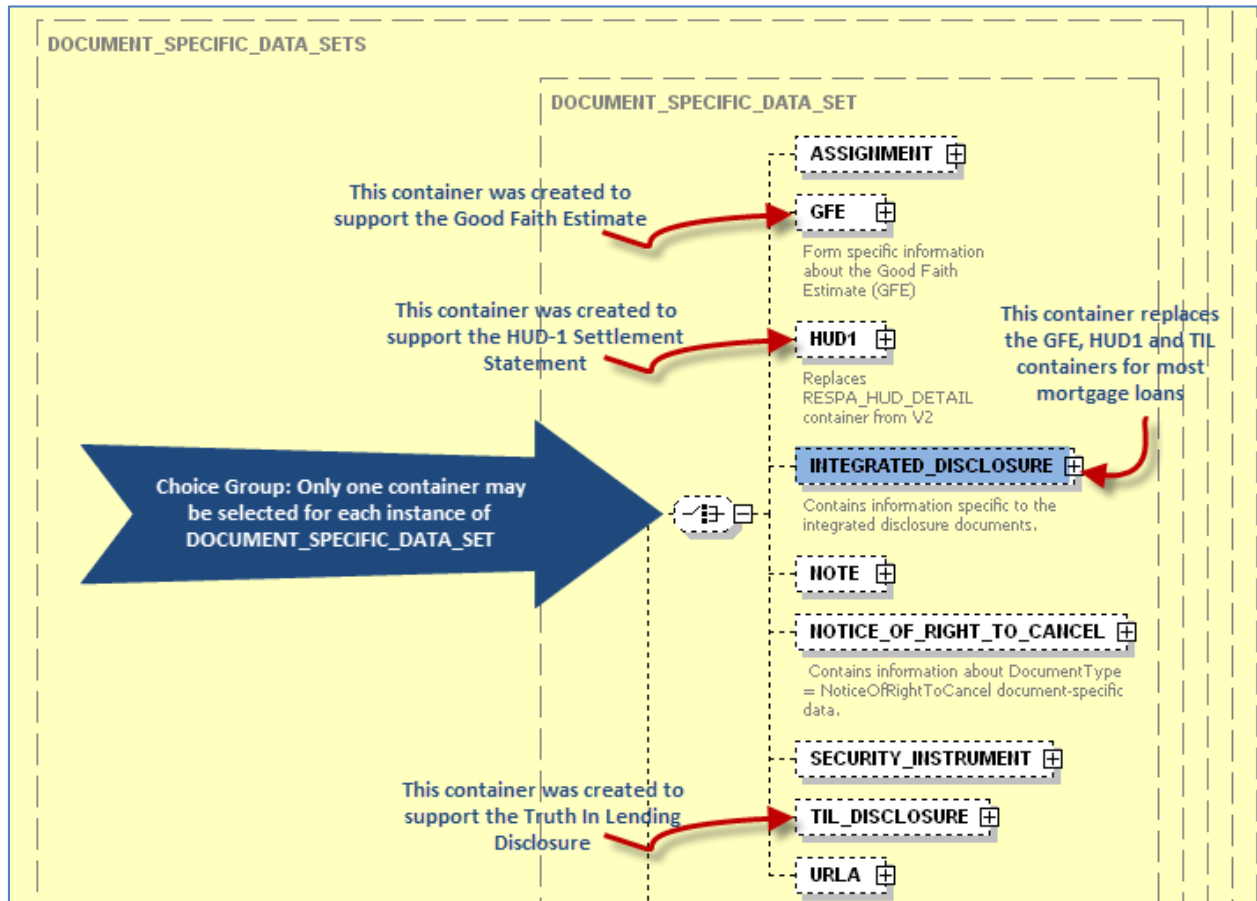 DOCUMENT_SPECIFIC_DATA_SETS
DOCUMENT_SPECIFIC_DATA_SET
ASSIGNMENT
This container was created to
support the Good Faith Estimate
GFE
Form specific information
about the Good Faith
Estimate (GFE)
This container was created to
support the HUD-1 Settlement
Statement
HUD1
Replaces
RESPA_HUD_DETAIL
container from V2
This container replaces
the GFE, HUD1 and TIL
containers for most
mortgage loans
INTEGRATED_DISCLOSURE
Contains information specific to the
integrated disclosure documents.
Choice Group: Only one container may
be selected for each instance of
DOCUMENT_SPECIFIC_DATA_SET
NOTE
NOTICE_OF_RIGHT_TO_CANCEL
Contains information about DocumentType
= NoticeOfRightToCancel document-specific
data.
SECURITY_INSTRUMENT
This container was created to
support the Truth In Lending
Disclosure
TIL_DISCLOSURE
URLA